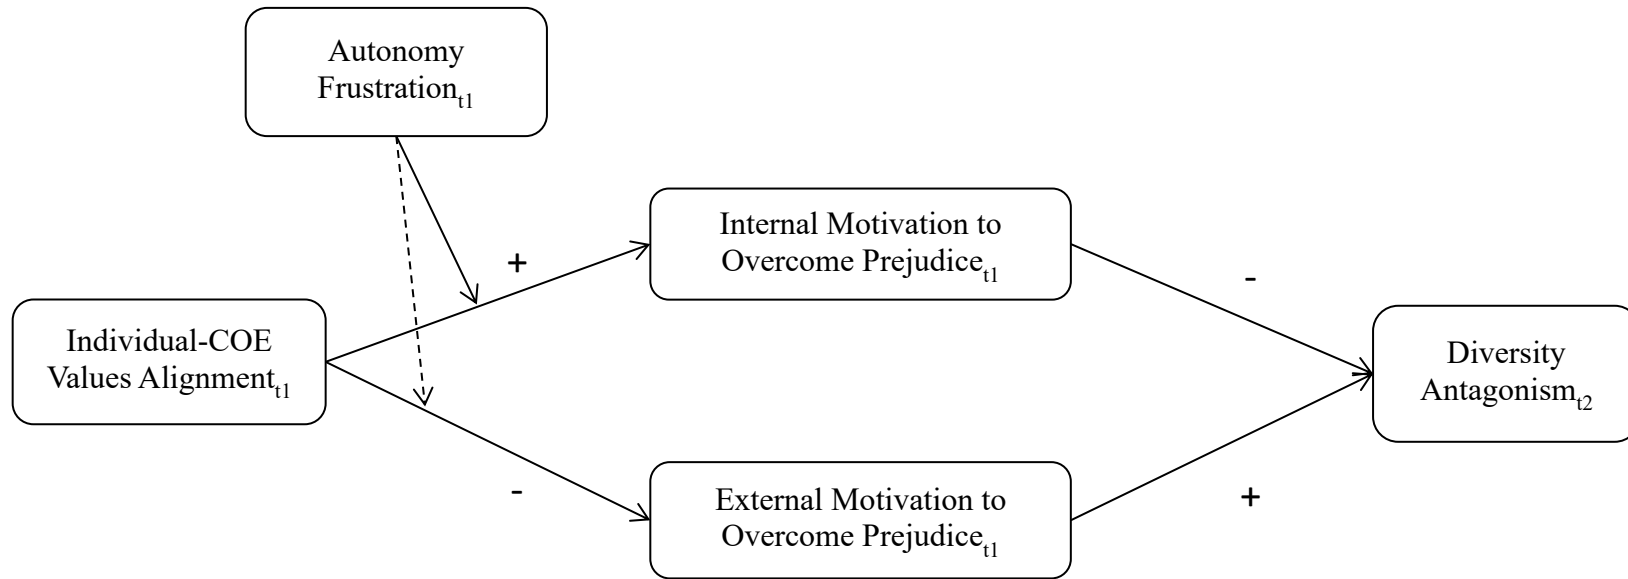 Autonomy
Frustrationt1
+
Internal Motivation to
Overcome Prejudicet1
-
Individual-COE
Values Alignmentt1
Diversity
Antagonismt2
-
External Motivation to
Overcome Prejudicet1
+